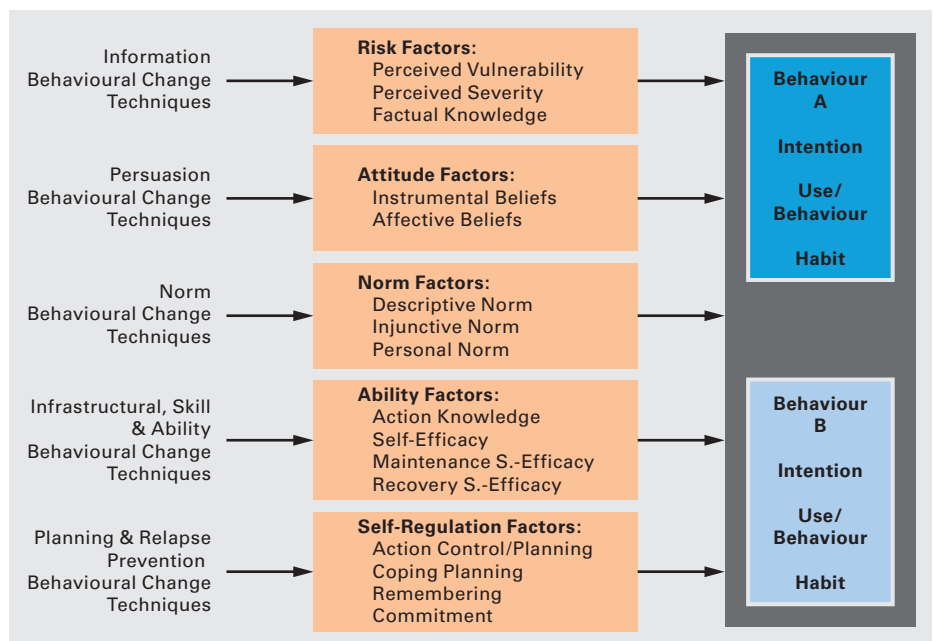 Information
Behavioural Change
Techniques
Risk Factors:
Perceived Vulnerability
Perceived Severity
Factual Knowledge
Persuasion
Behavioural Change
Techniques
Attitude Factors:
Instrumental Beliefs
Affective Beliefs
Norm
Behavioural Change
Techniques
Norm Factors:
Descriptive Norm
Injunctive Norm
Personal Norm
Infrastructural, Skill
& Ability
Behavioural Change
Techniques
Ability Factors:
Action Knowledge
Self-Efficacy
Maintenance S.-Efficacy
Recovery S.-Efficacy
Planning & Relapse
Prevention
Behavioural Change
Techniques
Self-Regulation Factors:
Action Control/Planning
Coping Planning
Remembering
Commitment
Behaviour
A
Intention
Use/
Behaviour
Habit
Behaviour
B
Intention
Use/
Behaviour
Habit